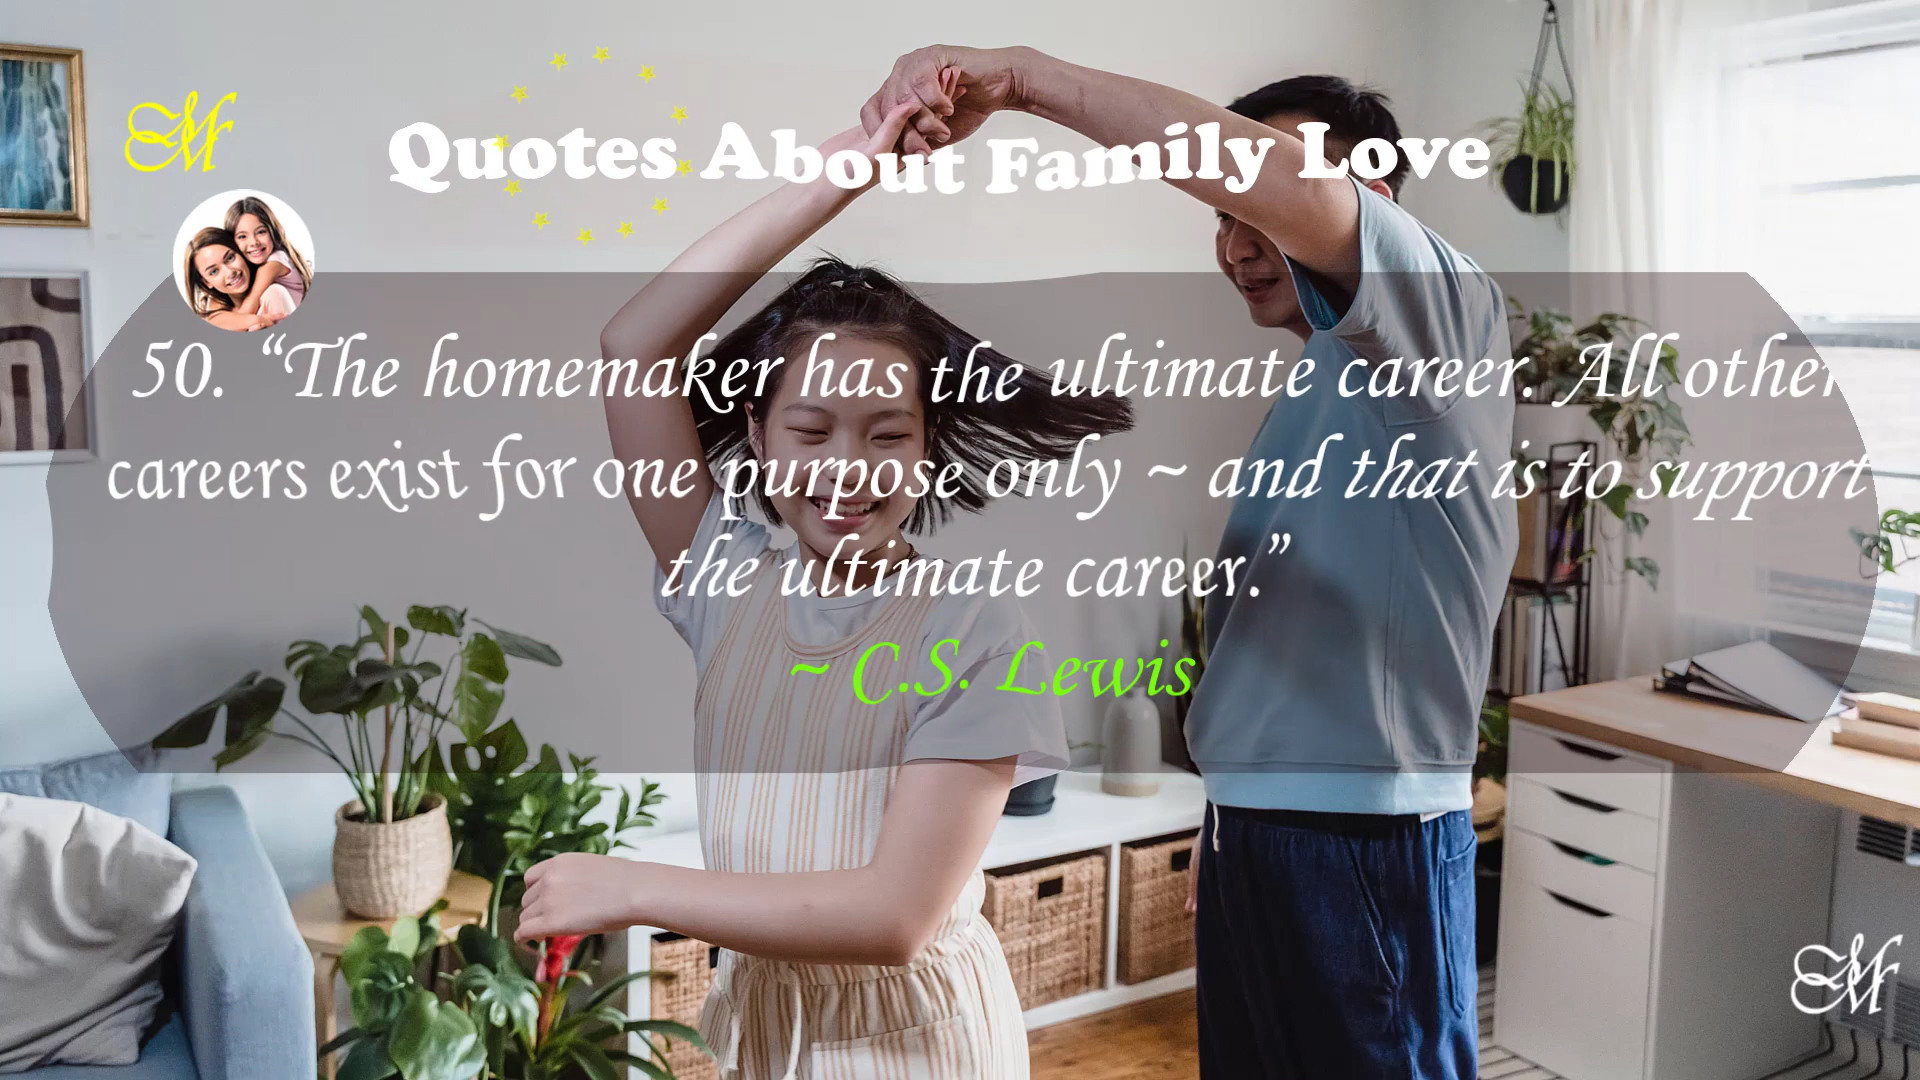 Quotes About Family Love
50. “The homemaker has the ultimate career. All other
careers exist for one purpose only ~ and that is to support
the ultimate career.”
~ C.S. Lewis